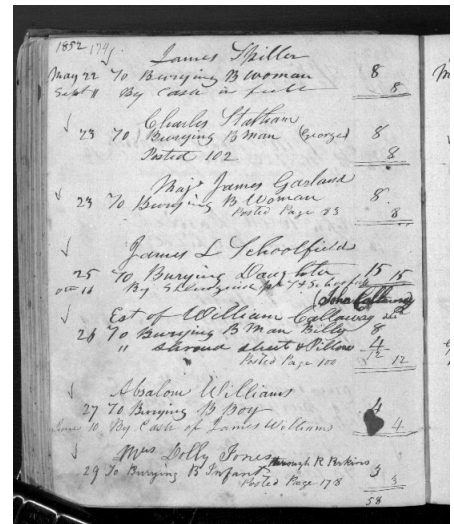 1852 174
James Spiller
May 22 To Burying B Woman 8
Sept 11 By Cash in full 8
Charles Statham
23 To Burying B Man (George) 8
Posted 102 8
Maj James Garland
23 To Burying B Woman 8
Posted Page 83 8
James L Schoolfield
25 To Burying Daughter 15 15
By
(John Callaway
Est of William Callaway
26 To Burying B Man Billy 8
" Shroud sheet & Pillow 4
12
Posted Page 100 12
Absalom Williams
27 To Burying B Boy 4
June 10 By Cash of James Williams 4
Mrs Dolly Jones through R Perkins
29 To Burying B Infant 3
Posted Page 178 3
58